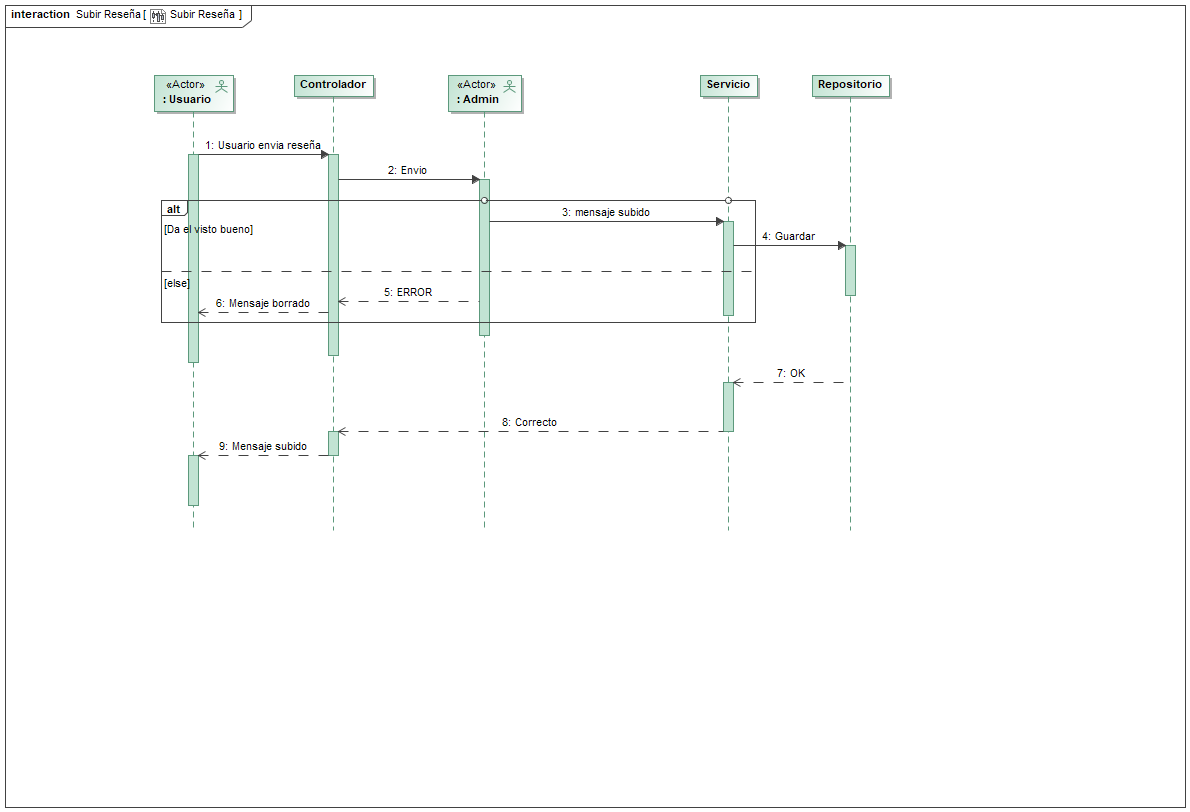 interaction Subir Reseña [ Subir Reseña ]
«Actor»
: Usuario
Controlador
«Actor»
: Admin
Servicio
Repositorio
1: Usuario envia reseña
2: Envio
alt
3: mensaje subido
[Da el visto bueno]
4: Guardar
[else]
5: ERROR
6: Mensaje borrado
7: OK
8: Correcto
9: Mensaje subido